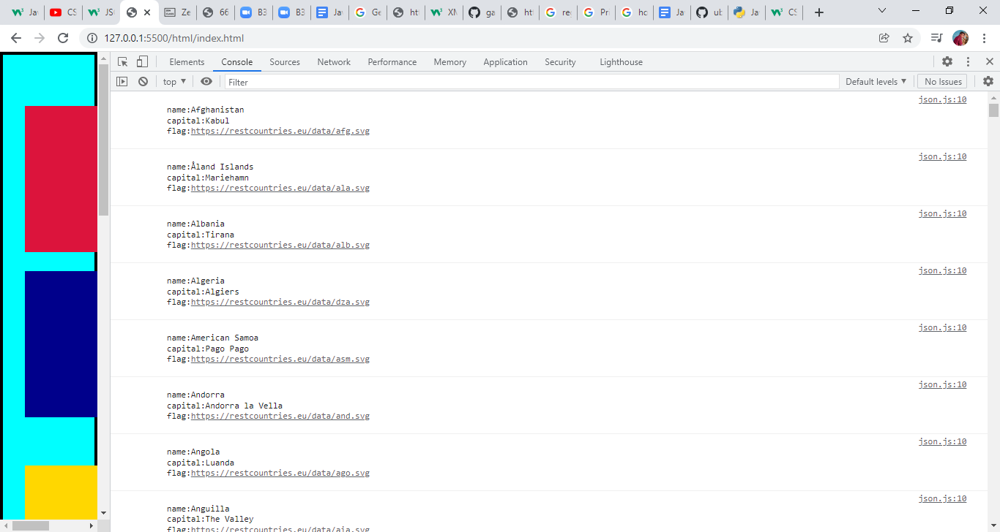 Ja
CS
JS
Ze
66
B3
B3
Ja
Ge
ht
XM
ga
ht
re
Pr
ho
Ja
ub
Ja
CS
127.0.0.1:5500/html/index.html
Elements Console Sources Network Performance Memory Application Security Lighthouse
top ▼ Filter Default levels ▼ No Issues
json.js:10
name:Afghanistan
capital:Kabul
flag:https://restcountries.eu/data/afg.svg
json.js:10
name:Åland Islands
capital:Mariehamn
flag:https://restcountries.eu/data/ala.svg
json.js:10
name:Albania
capital:Tirana
flag:https://restcountries.eu/data/alb.svg
json.js:10
name:Algeria
capital:Algiers
flag:https://restcountries.eu/data/dza.svg
json.js:10
name:American Samoa
capital:Pago Pago
flag:https://restcountries.eu/data/asm.svg
json.js:10
name:Andorra
capital:Andorra la Vella
flag:https://restcountries.eu/data/and.svg
json.js:10
name:Angola
capital:Luanda
flag:https://restcountries.eu/data/ago.svg
json.js:10
name:Anguilla
capital:The Valley
flag:https://restcountries.eu/data/aia.svg